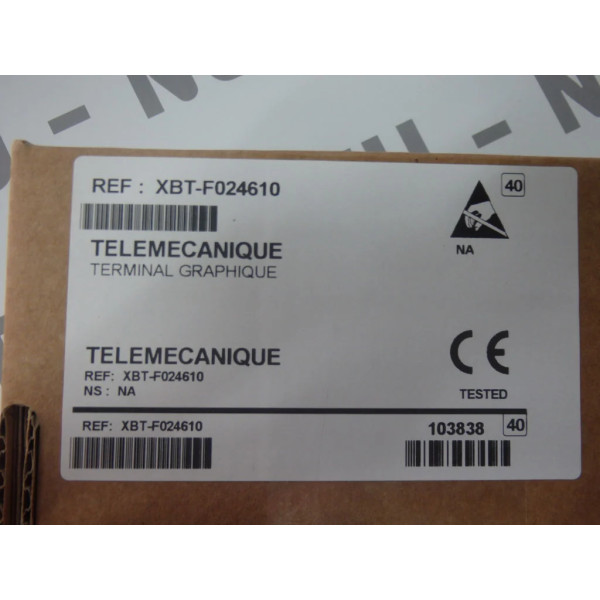 REF : XBT-F024610
40
TELEMECANIQUE
TERMINAL GRAPHIQUE
NA
TELEMECANIQUE
REF: XBT-F024610
NS : NA
CE
TESTED
REF: XBT-F024610
103838
40